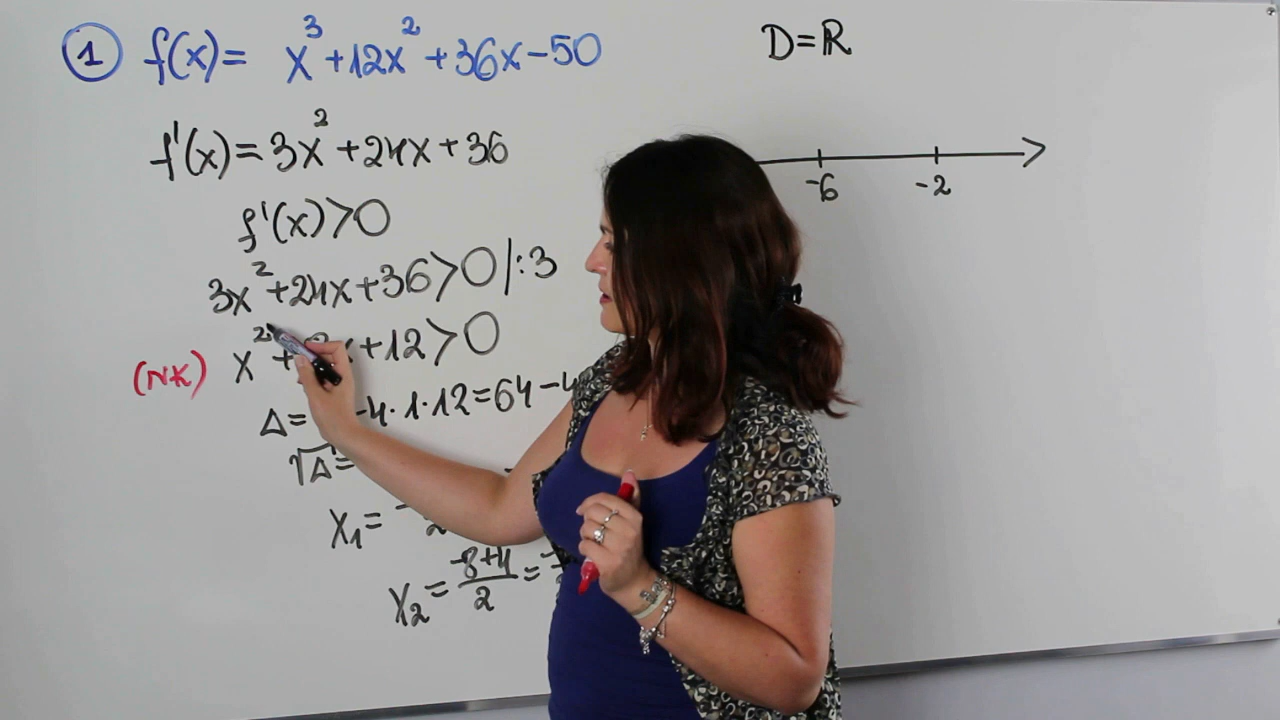 1 f(x)= x³+12x²+36x-50
D=ℝ
f'(x)=3x²+24x+36
-6 -2
f'(x)>0
3x²+24x+36>0 |:3
(NK) x²+ x+12>0
Δ= -4·1·12=64-4
√Δ=
x₁= -
x₂= -8+4/2 = -